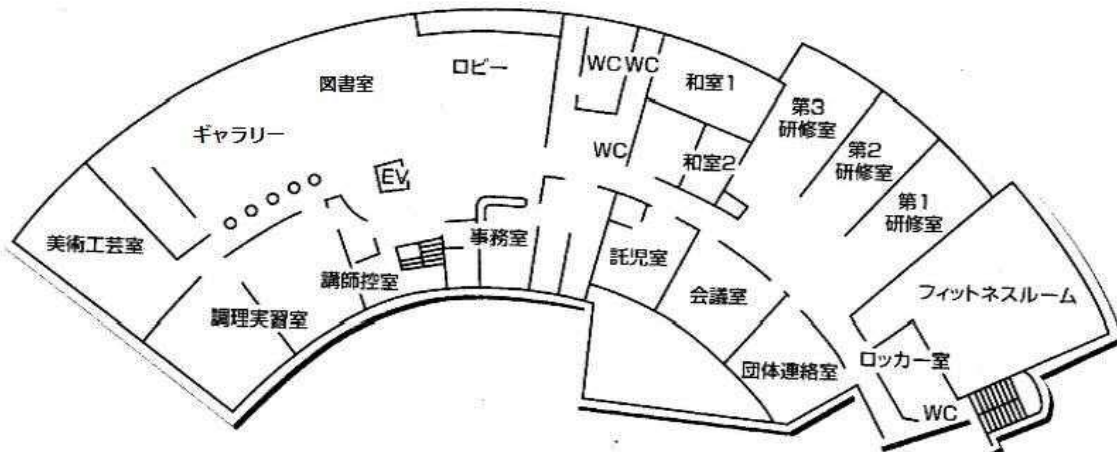 ロビー
WC WC
図書室
和室1
ギャラリー
第3
研修室
WC
和室2
第2
研修室
EV
第1
研修室
美術工芸室
事務室
託児室
講師控室
会議室
フィットネスルーム
調理実習室
団体連絡室
ロッカー室
WC